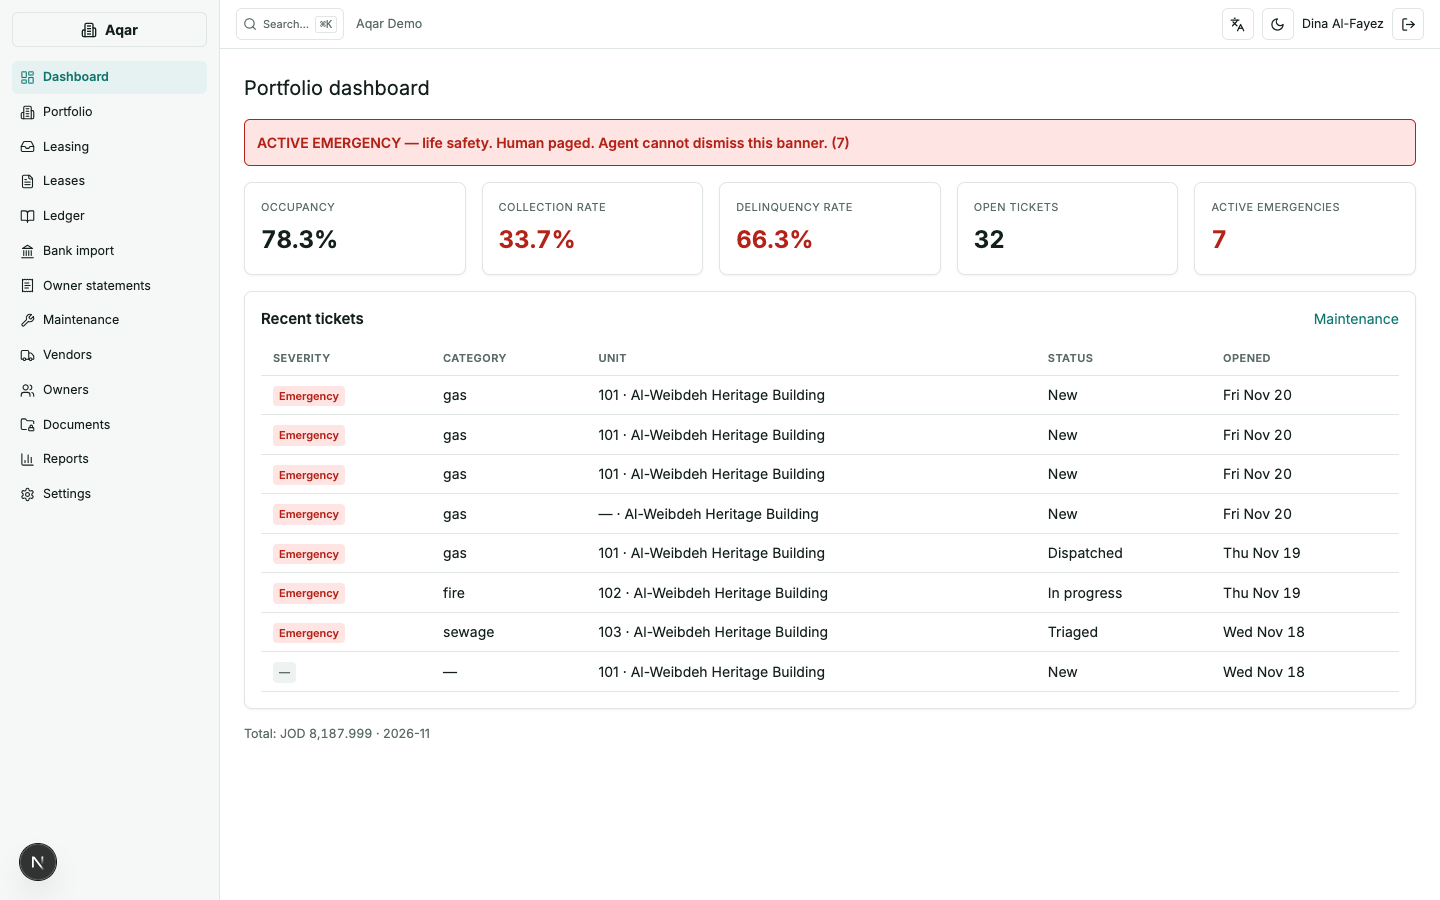 Aqar
Search... ⌘K
Aqar Demo
Dina Al-Fayez
Dashboard
Portfolio
Leasing
Leases
Ledger
Bank import
Owner statements
Maintenance
Vendors
Owners
Documents
Reports
Settings
Portfolio dashboard
ACTIVE EMERGENCY — life safety. Human paged. Agent cannot dismiss this banner. (7)
OCCUPANCY
78.3%
COLLECTION RATE
33.7%
DELINQUENCY RATE
66.3%
OPEN TICKETS
32
ACTIVE EMERGENCIES
7
Recent tickets
Maintenance
SEVERITY CATEGORY UNIT STATUS OPENED
Emergency gas 101 · Al-Weibdeh Heritage Building New Fri Nov 20
Emergency gas 101 · Al-Weibdeh Heritage Building New Fri Nov 20
Emergency gas 101 · Al-Weibdeh Heritage Building New Fri Nov 20
Emergency gas — · Al-Weibdeh Heritage Building New Fri Nov 20
Emergency gas 101 · Al-Weibdeh Heritage Building Dispatched Thu Nov 19
Emergency fire 102 · Al-Weibdeh Heritage Building In progress Thu Nov 19
Emergency sewage 103 · Al-Weibdeh Heritage Building Triaged Wed Nov 18
— — 101 · Al-Weibdeh Heritage Building New Wed Nov 18
Total: JOD 8,187.999 · 2026-11
N